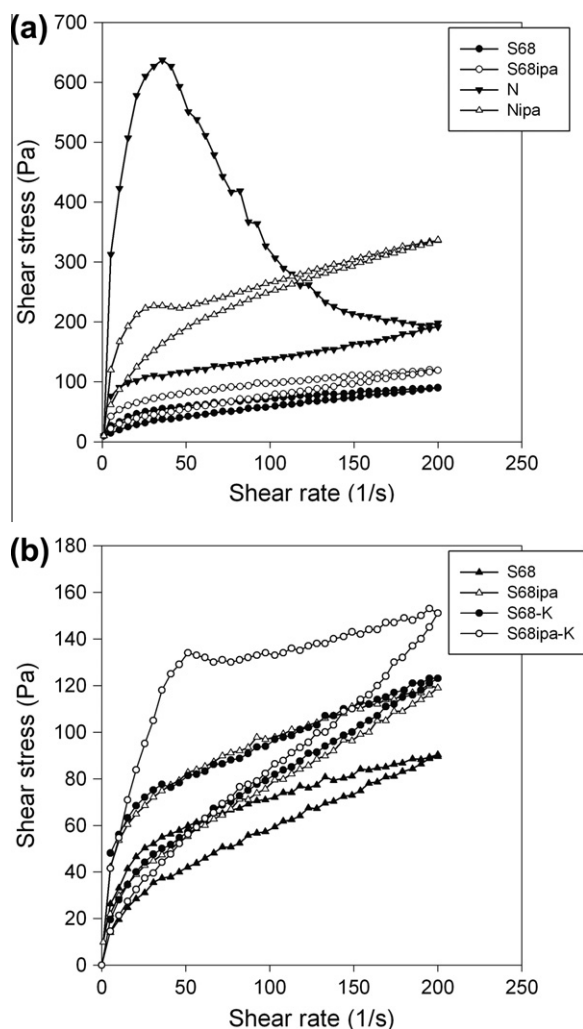 (a)
700
600
500
400
300
200
100
0
Shear stress (Pa)
S68
S68ipa
N
Nipa
0 50 100 150 200 250
Shear rate (1/s)
(b)
180
160
140
120
100
80
60
40
20
0
Shear stress (Pa)
S68
S68ipa
S68-K
S68ipa-K
0 50 100 150 200 250
Shear rate (1/s)